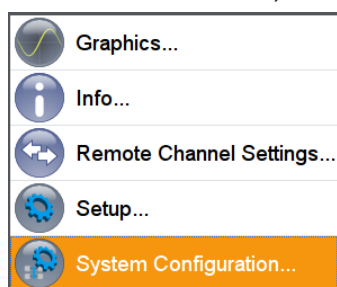 Graphics...
Info...
Remote Channel Settings...
Setup...
System Configuration...